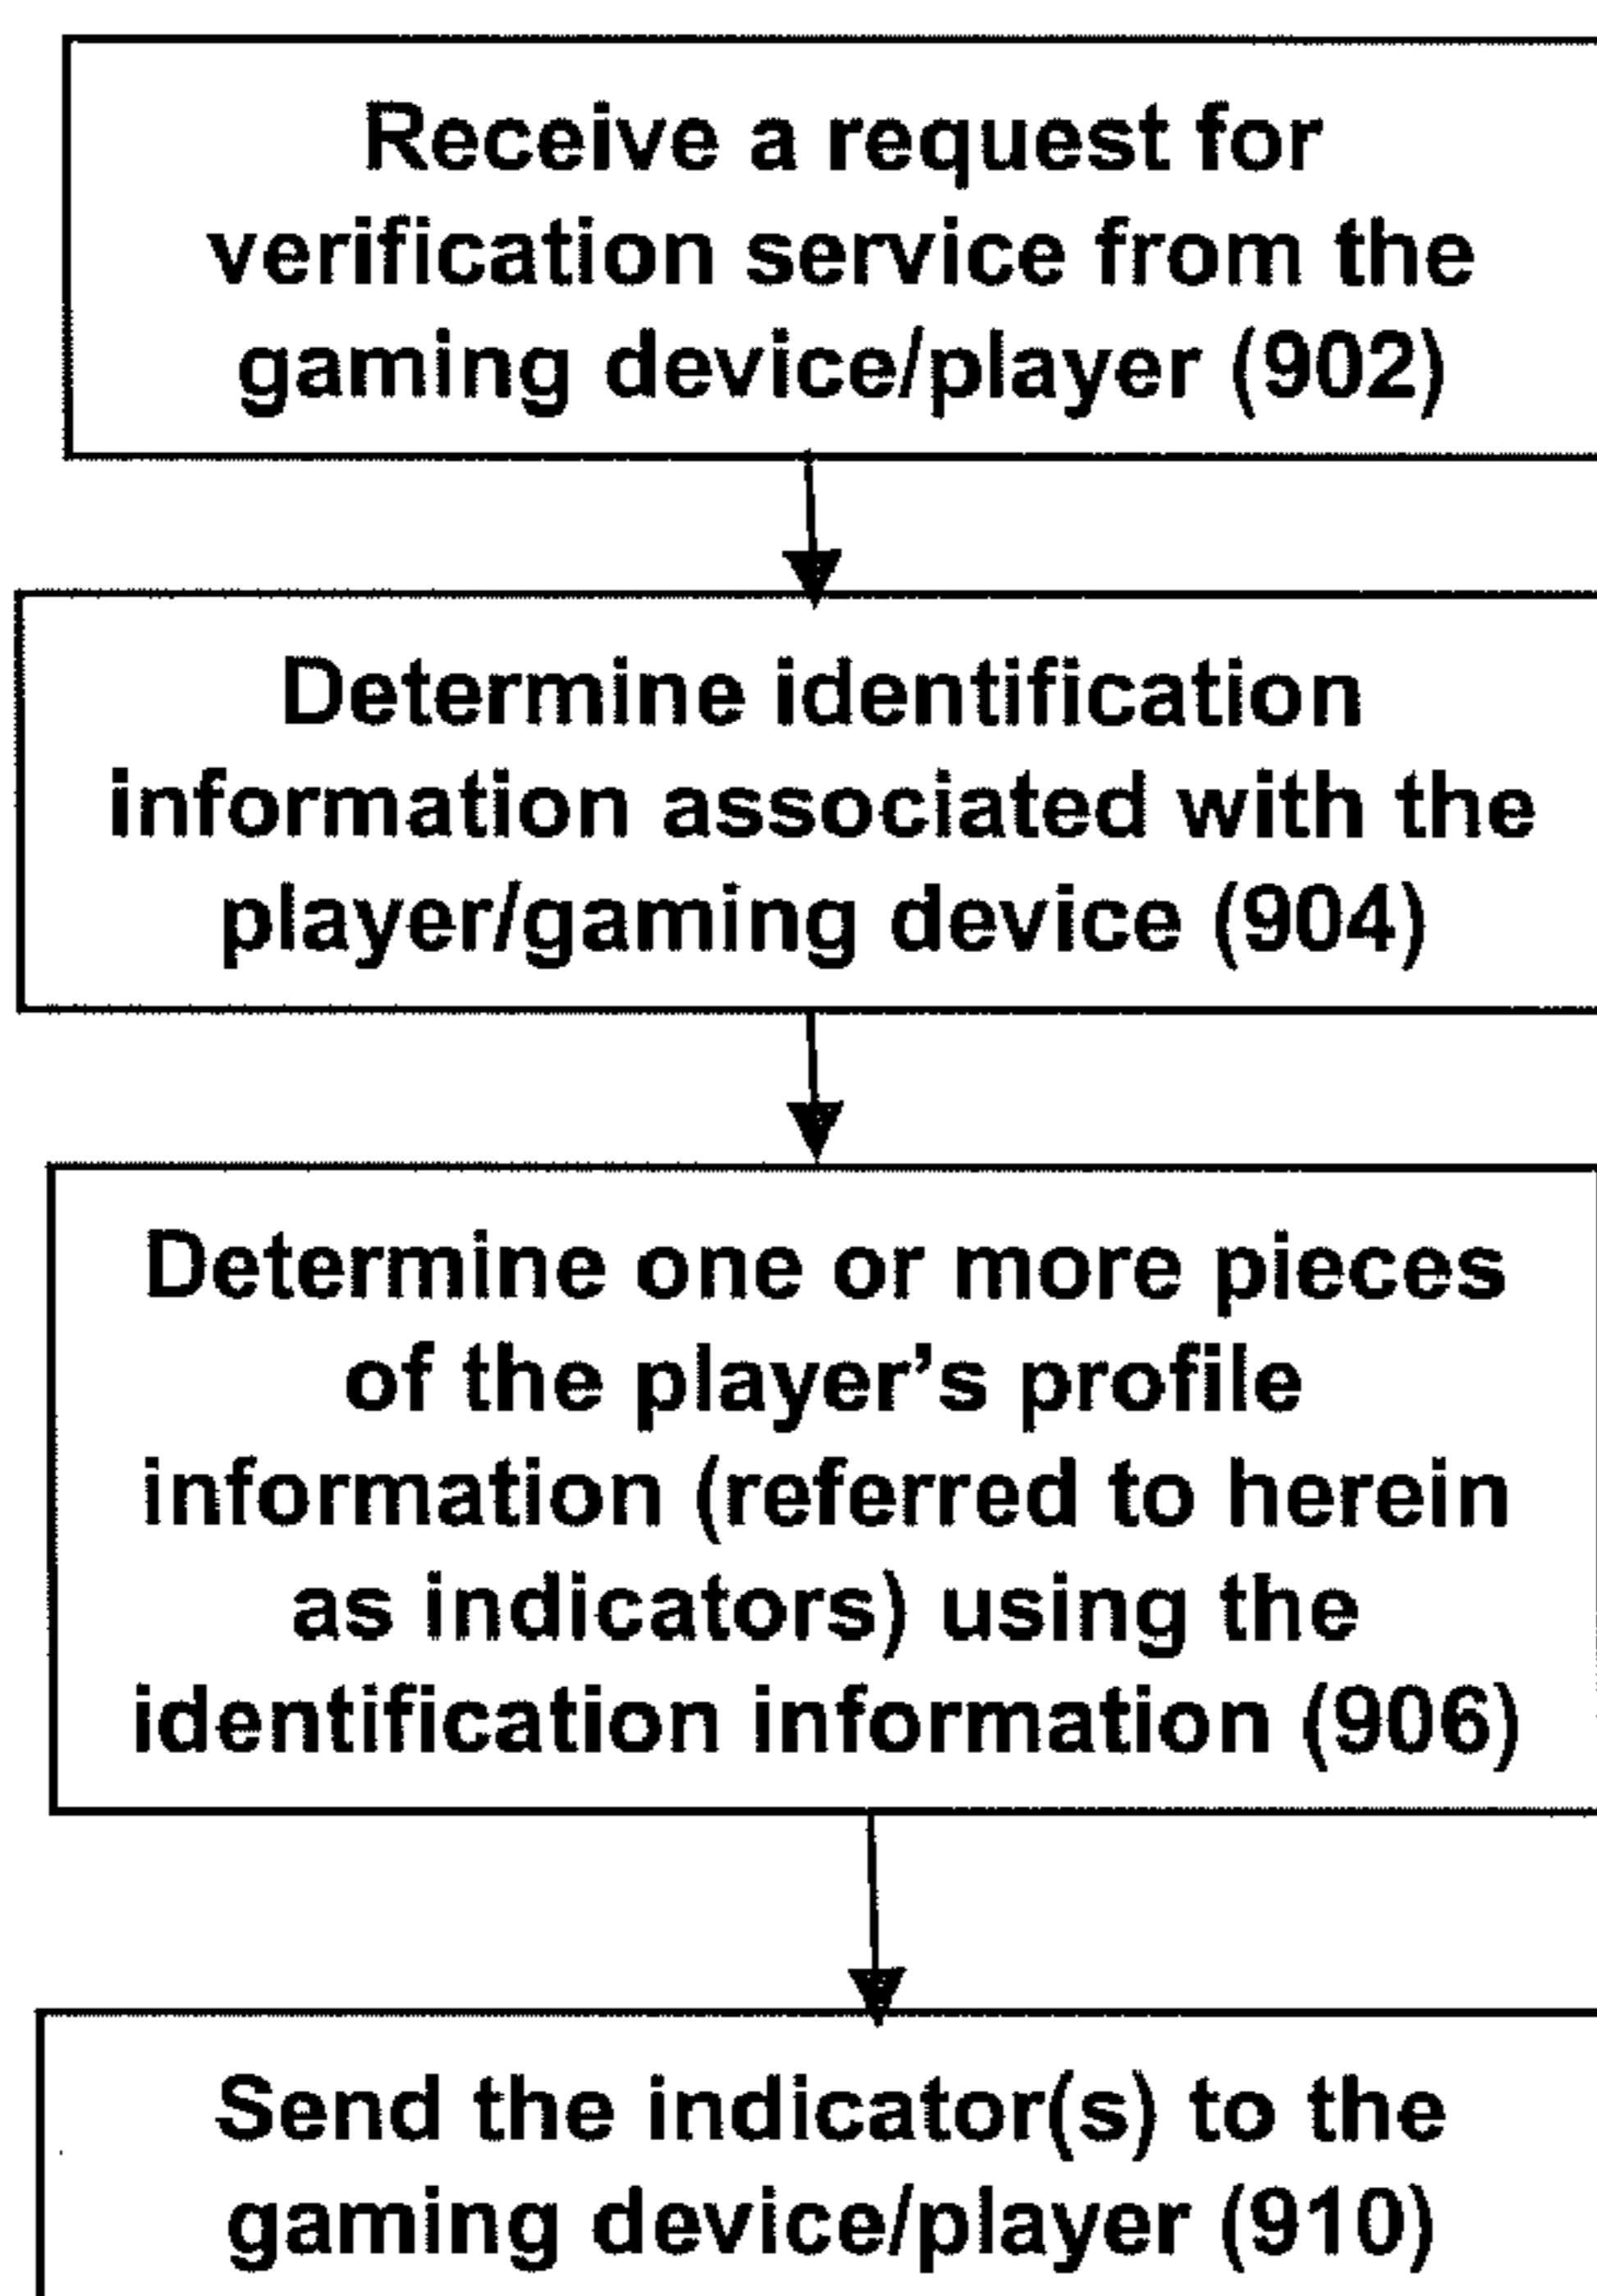 Receive a request for
verification service from the
gaming device/player (902)
Determine identification
information associated with the
player/gaming device (904)
Determine one or more pieces
of the player’s profile
information (referred to herein
as indicators) using the
identification information (906)
Send the indicator(s) to the
gaming device/player (910)